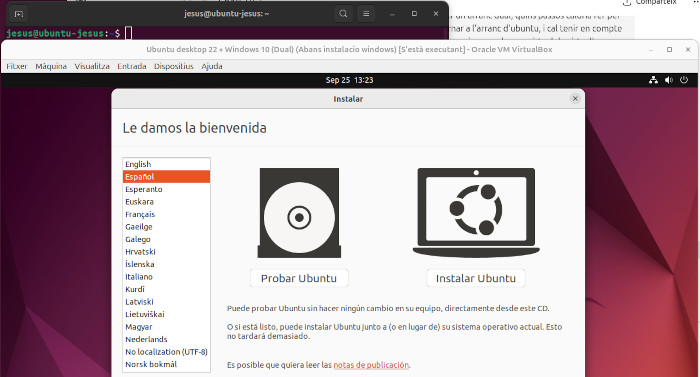 Comparteix
jesus@ubuntu-jesus: ~
un arranc dual, quins passos caldria fer per
jesus@ubuntu-jesus:~$
rnar a l'arranc d'ubuntu, i cal tenir en compte
Ubuntu desktop 22 + Windows 10 (Dual) (Abans instalacio windows) [S'està executant] - Oracle VM VirtualBox
Fitxer Màquina Visualitza Entrada Dispositius Ajuda
Sep 25 13:23
Instalar
Le damos la bienvenida
English
Español
Esperanto
Euskara
Français
Gaeilge
Galego
Hrvatski
Íslenska
Italiano
Kurdî
Latviski
Lietuviškai
Magyar
Nederlands
No localization (UTF-8)
Norsk bokmål
Probar Ubuntu
Instalar Ubuntu
Puede probar Ubuntu sin hacer ningún cambio en su equipo, directamente desde este CD.
O si está listo, puede instalar Ubuntu junto a (o en lugar de) su sistema operativo actual. Esto
no tardará demasiado.
Es posible que quiera leer las notas de publicación.